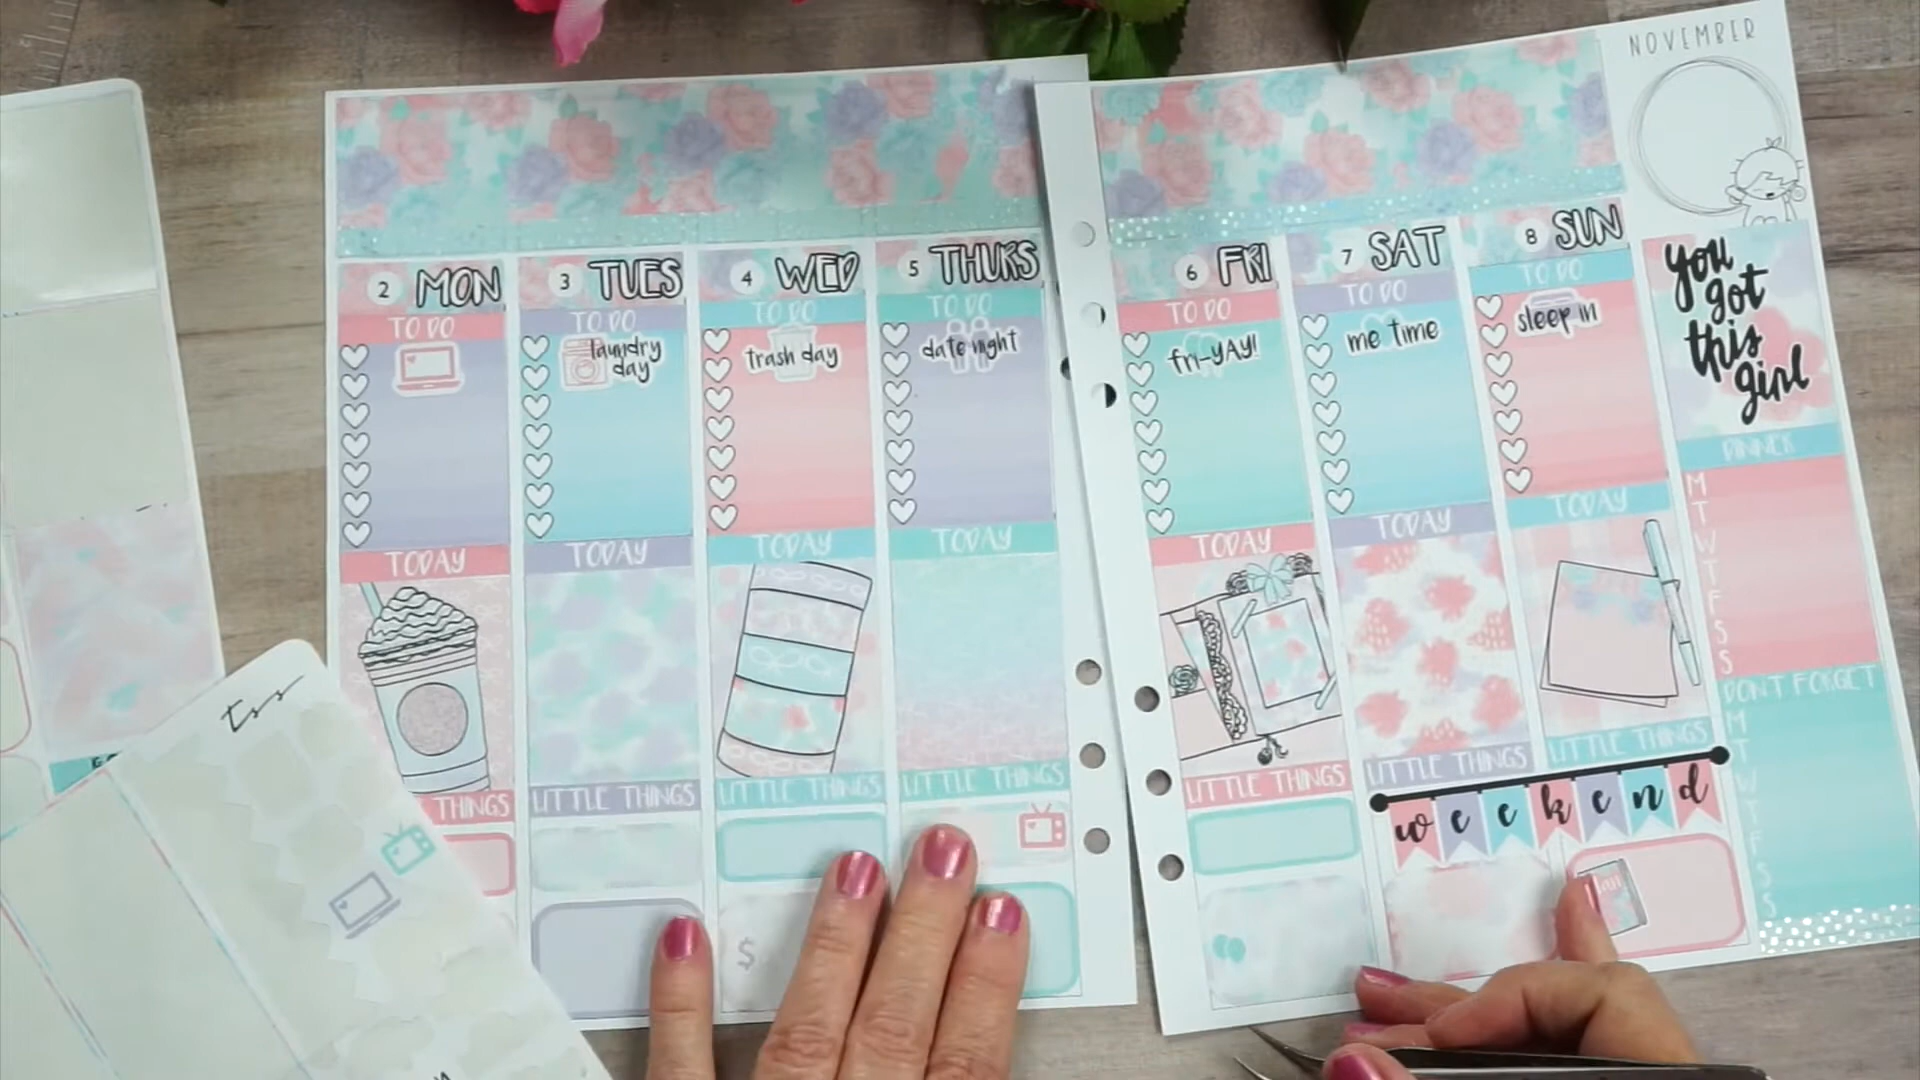 NOVEMBER
2 MON
3 TUES
4 WED
5 THURS
6 FRI
7 SAT
8 SUN
TO DO
TO DO
TO DO
TO DO
TO DO
TO DO
TO DO
laundry
day
trash day
date night
fri-YAY!
me time
sleep in
You
got
this
girl
DINNER
M
T
W
T
F
S
S
TODAY
TODAY
TODAY
TODAY
TODAY
TODAY
TODAY
DON'T FORGET
M
T
W
T
F
S
S
THINGS
LITTLE THINGS
LITTLE THINGS
LITTLE THINGS
LITTLE THINGS
LITTLE THINGS
LITTLE THINGS
weekend
$
tss